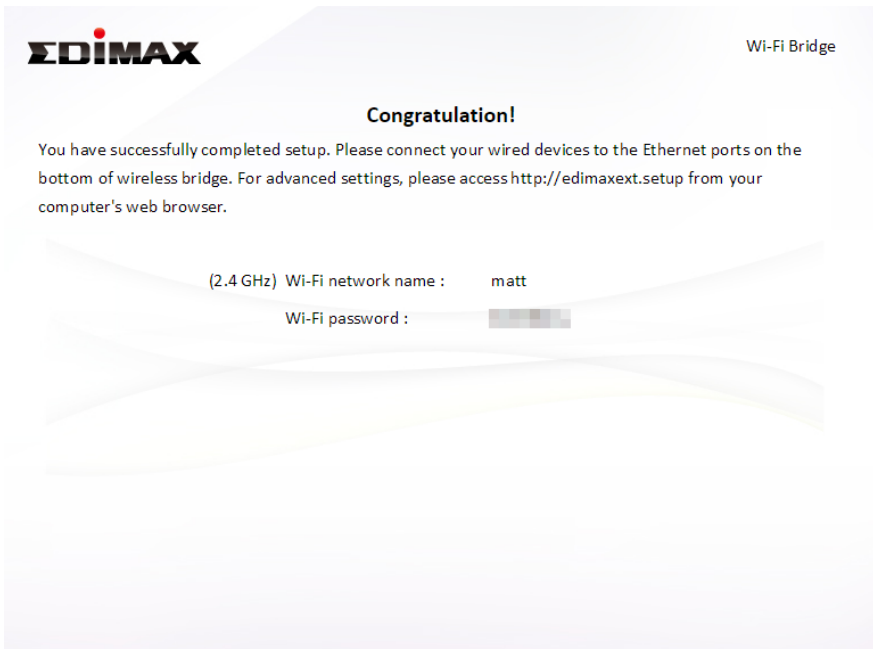 EDIMAX
Wi-Fi Bridge
Congratulation!
You have successfully completed setup. Please connect your wired devices to the Ethernet ports on the
bottom of wireless bridge. For advanced settings, please access http://edimaxext.setup from your
computer's web browser.
(2.4 GHz) Wi-Fi network name : matt
Wi-Fi password :